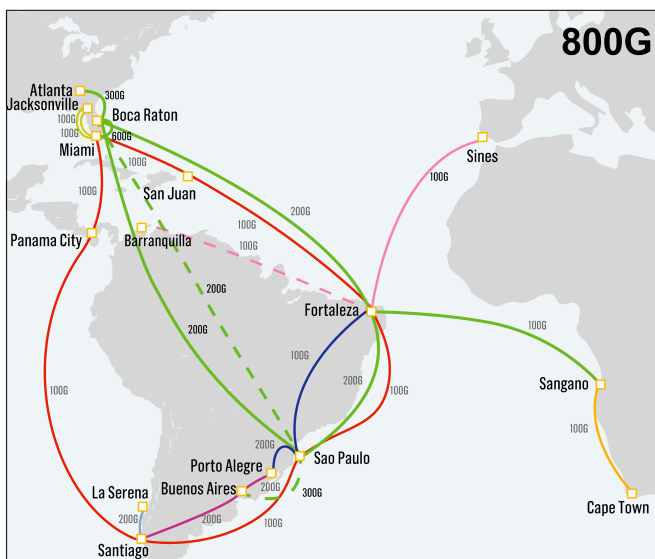 800G
Atlanta
300G
Jacksonville
100G
Boca Raton
100G
600G
Miami
100G
Sines
100G
San Juan
100G
200G
Panama City
Barranquilla
100G
100G
200G
Fortaleza
200G
100G
100G
200G
100G
100G
Sangano
100G
200G
Sao Paulo
Porto Alegre
200G
Buenos Aires
300G
La Serena
200G
200G
100G
Santiago
Cape Town